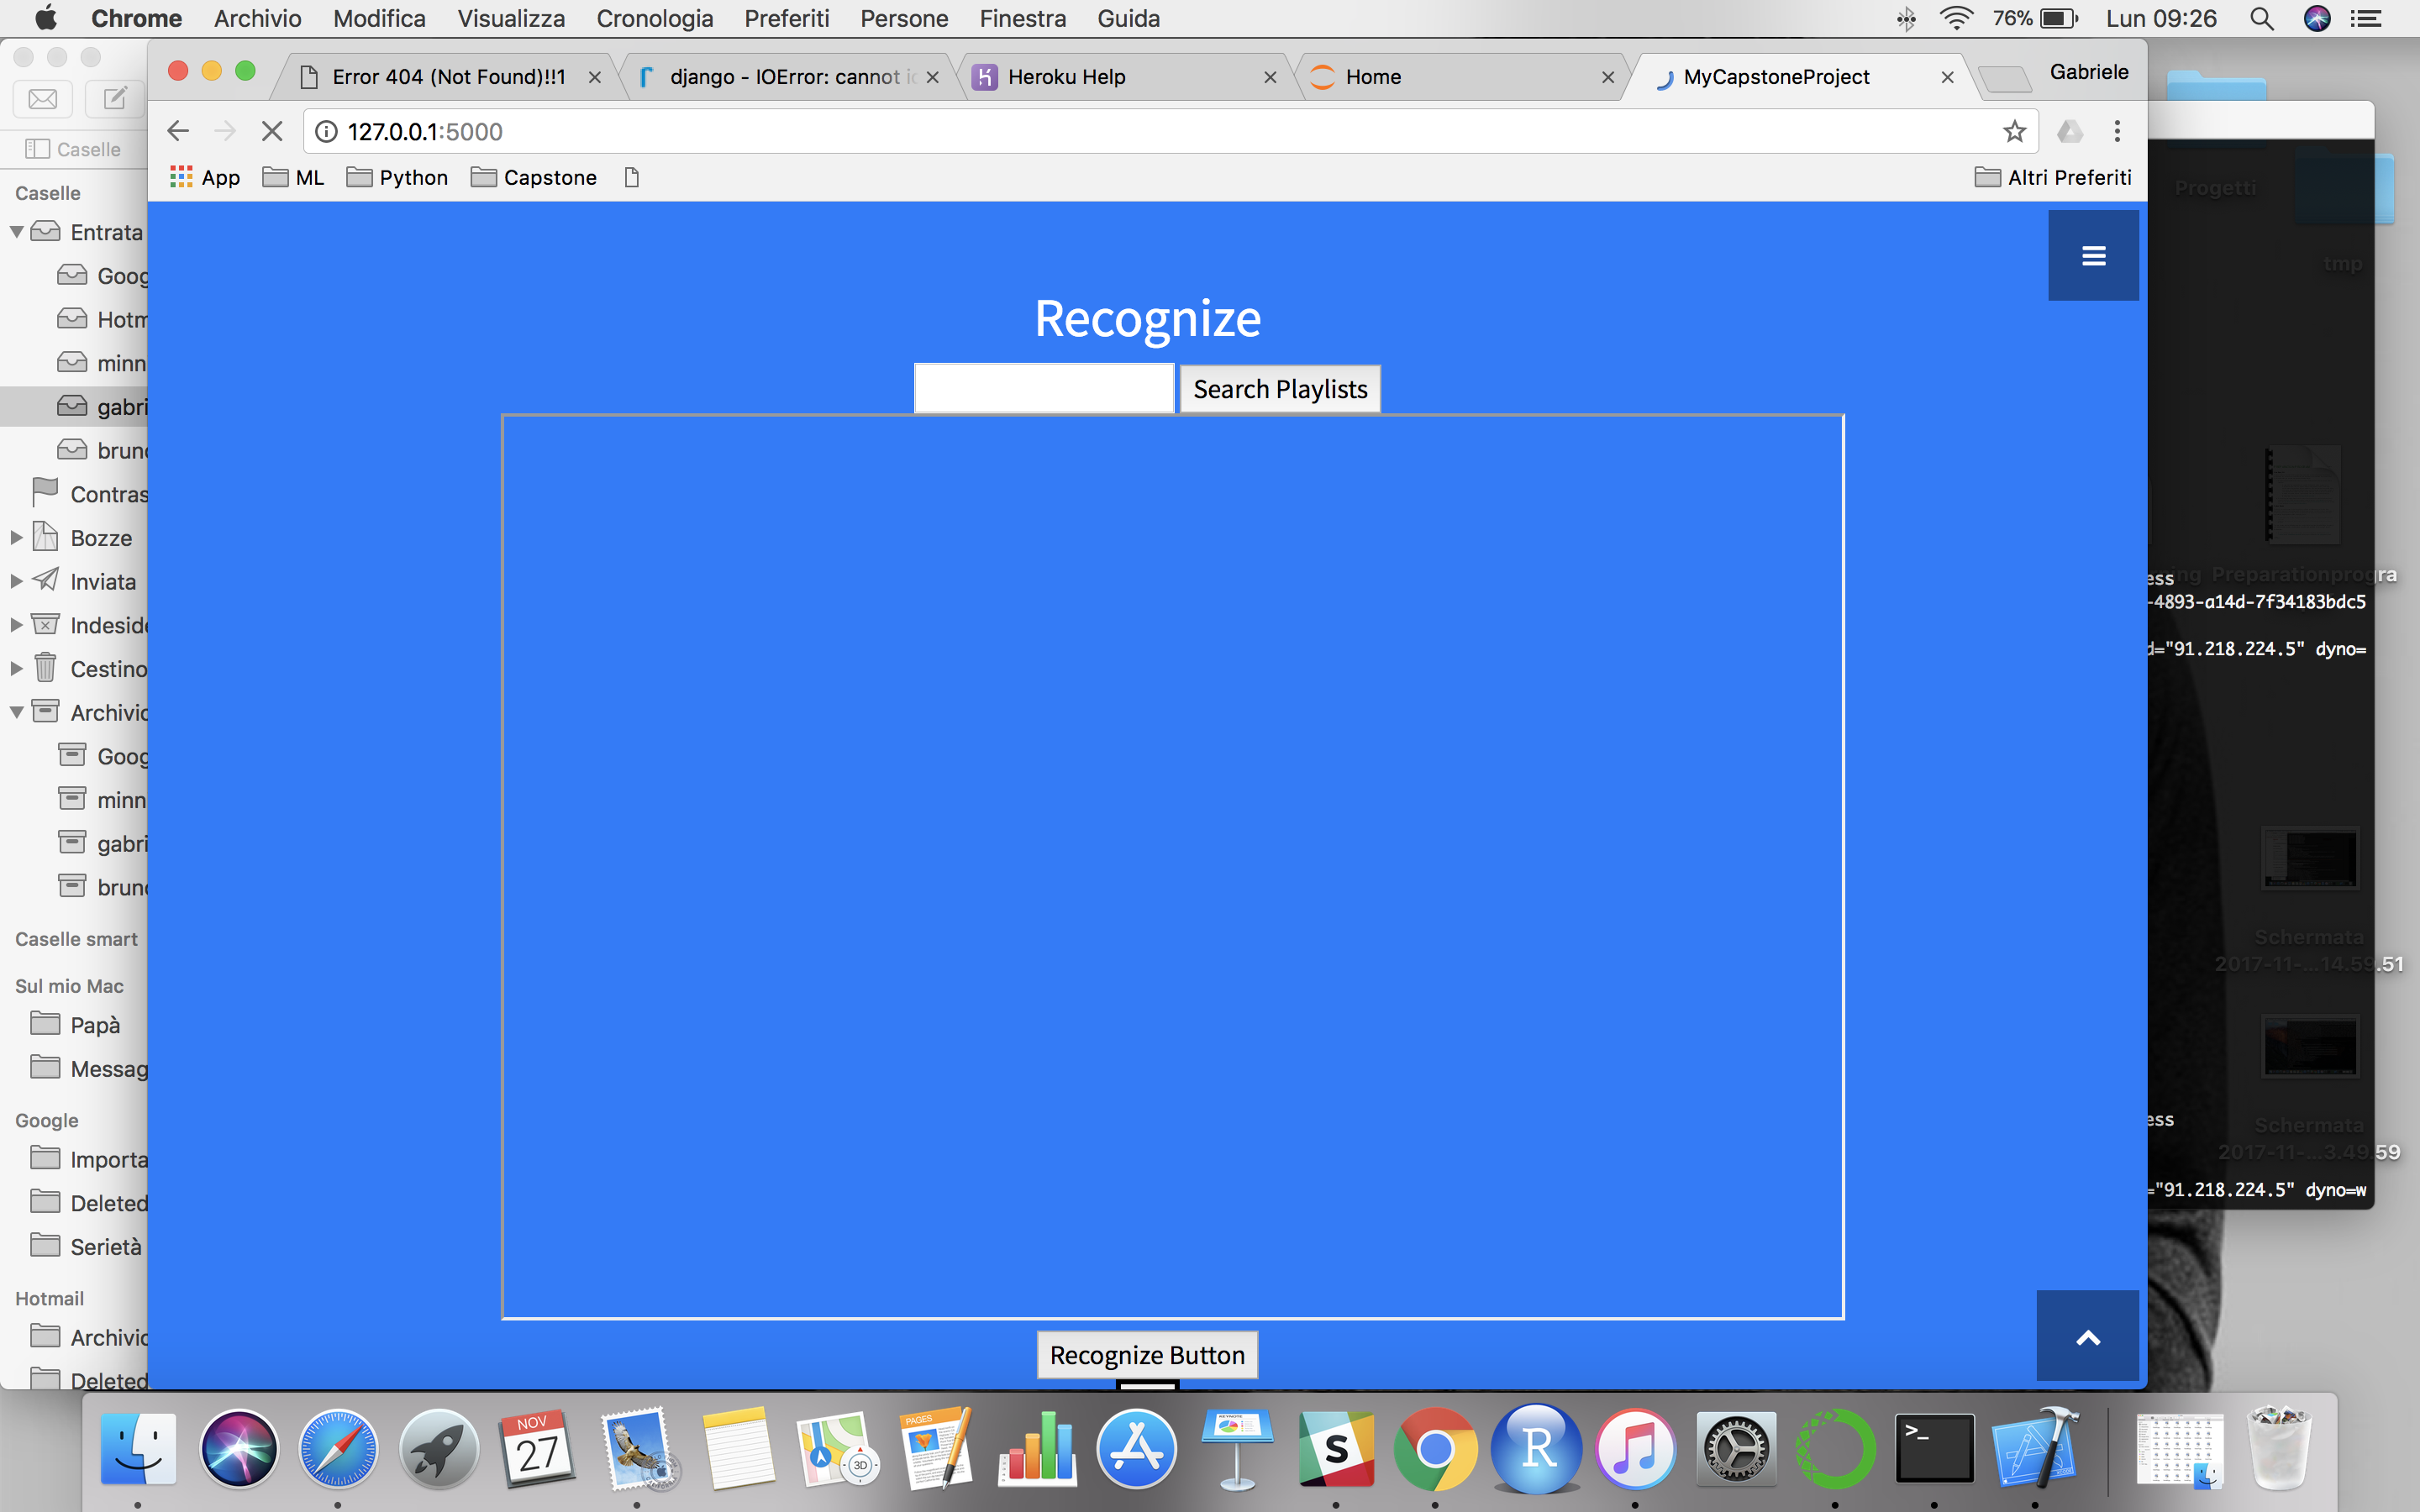 Chrome Archivio Modifica Visualizza Cronologia Preferiti Persone Finestra Guida 76% Lun 09:26
Error 404 (Not Found)!!1 django - IOError: cannot Heroku Help Home MyCapstoneProject Gabriele
127.0.0.1:5000
App ML Python Capstone Altri Preferiti
Caselle
Caselle
Entrata
Goog
Hotm
minn
gabri
brun
Contras
Bozze
Inviata
Indeside
Cestino
Archivio
Goog
minn
gabri
brun
Caselle smart
Sul mio Mac
Papà
Messag
Google
Importa
Deleted
Serietà
Hotmail
Archivio
Deleted
Recognize
Search Playlists
Recognize Button
Progetti
tmp
ess
ing Preparationprogra
-4893-a14d-7f34183bdc5
d="91.218.224.5" dyno=
Schermata
2017-11-...14.59.51
ess
Schermata
2017-11-...3.49.59
="91.218.224.5" dyno=w
NOV
27
3D
PAGES
KEYNOTE
S
R
>_